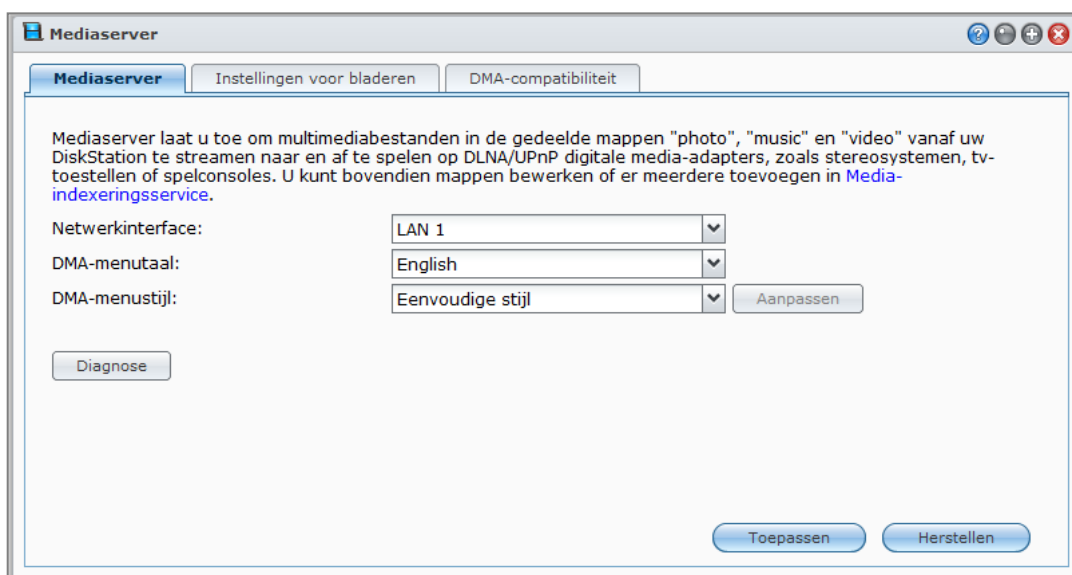 Mediaserver
Mediaserver Instellingen voor bladeren DMA-compatibiliteit
Mediaserver laat u toe om multimediabestanden in de gedeelde mappen "photo", "music" en "video" vanaf uw
DiskStation te streamen naar en af te spelen op DLNA/UPnP digitale media-adapters, zoals stereosystemen, tv-
toestellen of spelconsoles. U kunt bovendien mappen bewerken of er meerdere toevoegen in Media-
indexeringsservice.
Netwerkinterface: LAN 1
DMA-menutaal: English
DMA-menustijl: Eenvoudige stijl Aanpassen
Diagnose
Toepassen Herstellen